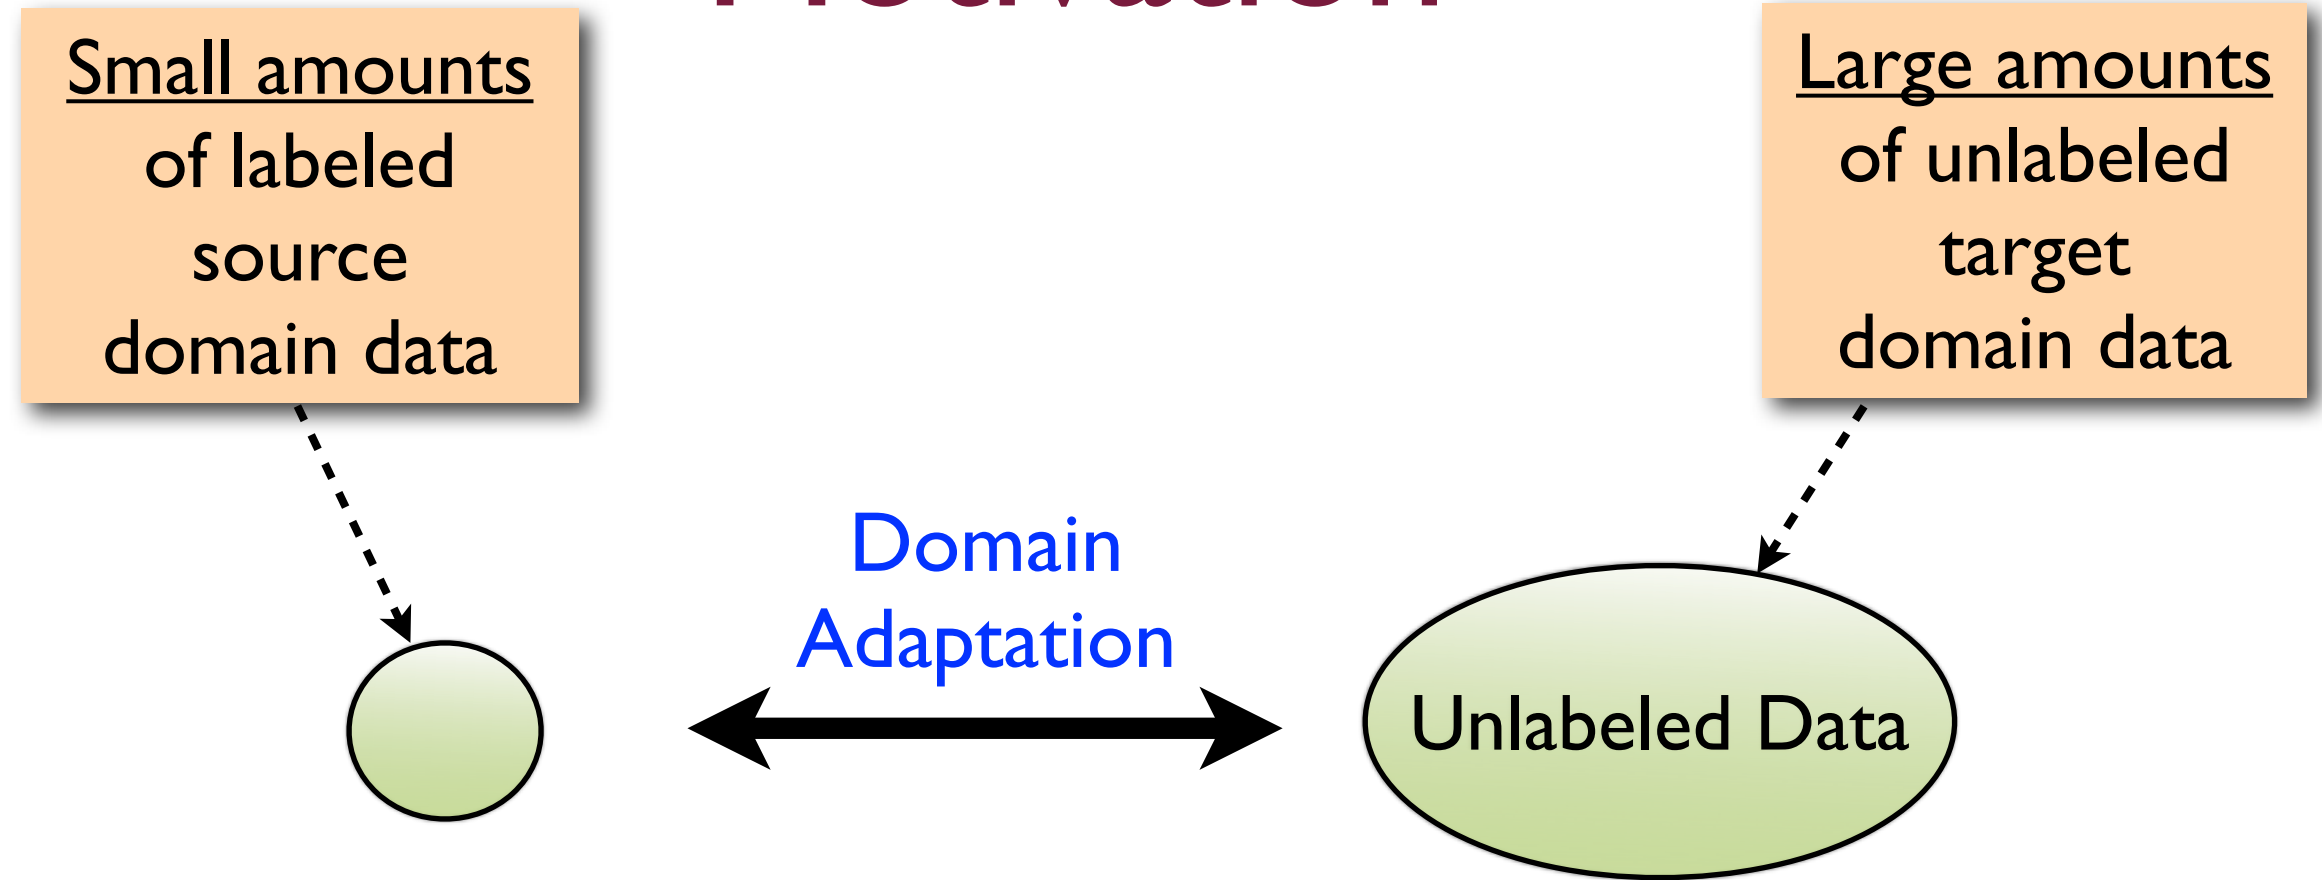 Small amounts
of labeled
source
domain data
Large amounts
of unlabeled
target
domain data
Domain
Adaptation
Unlabeled Data